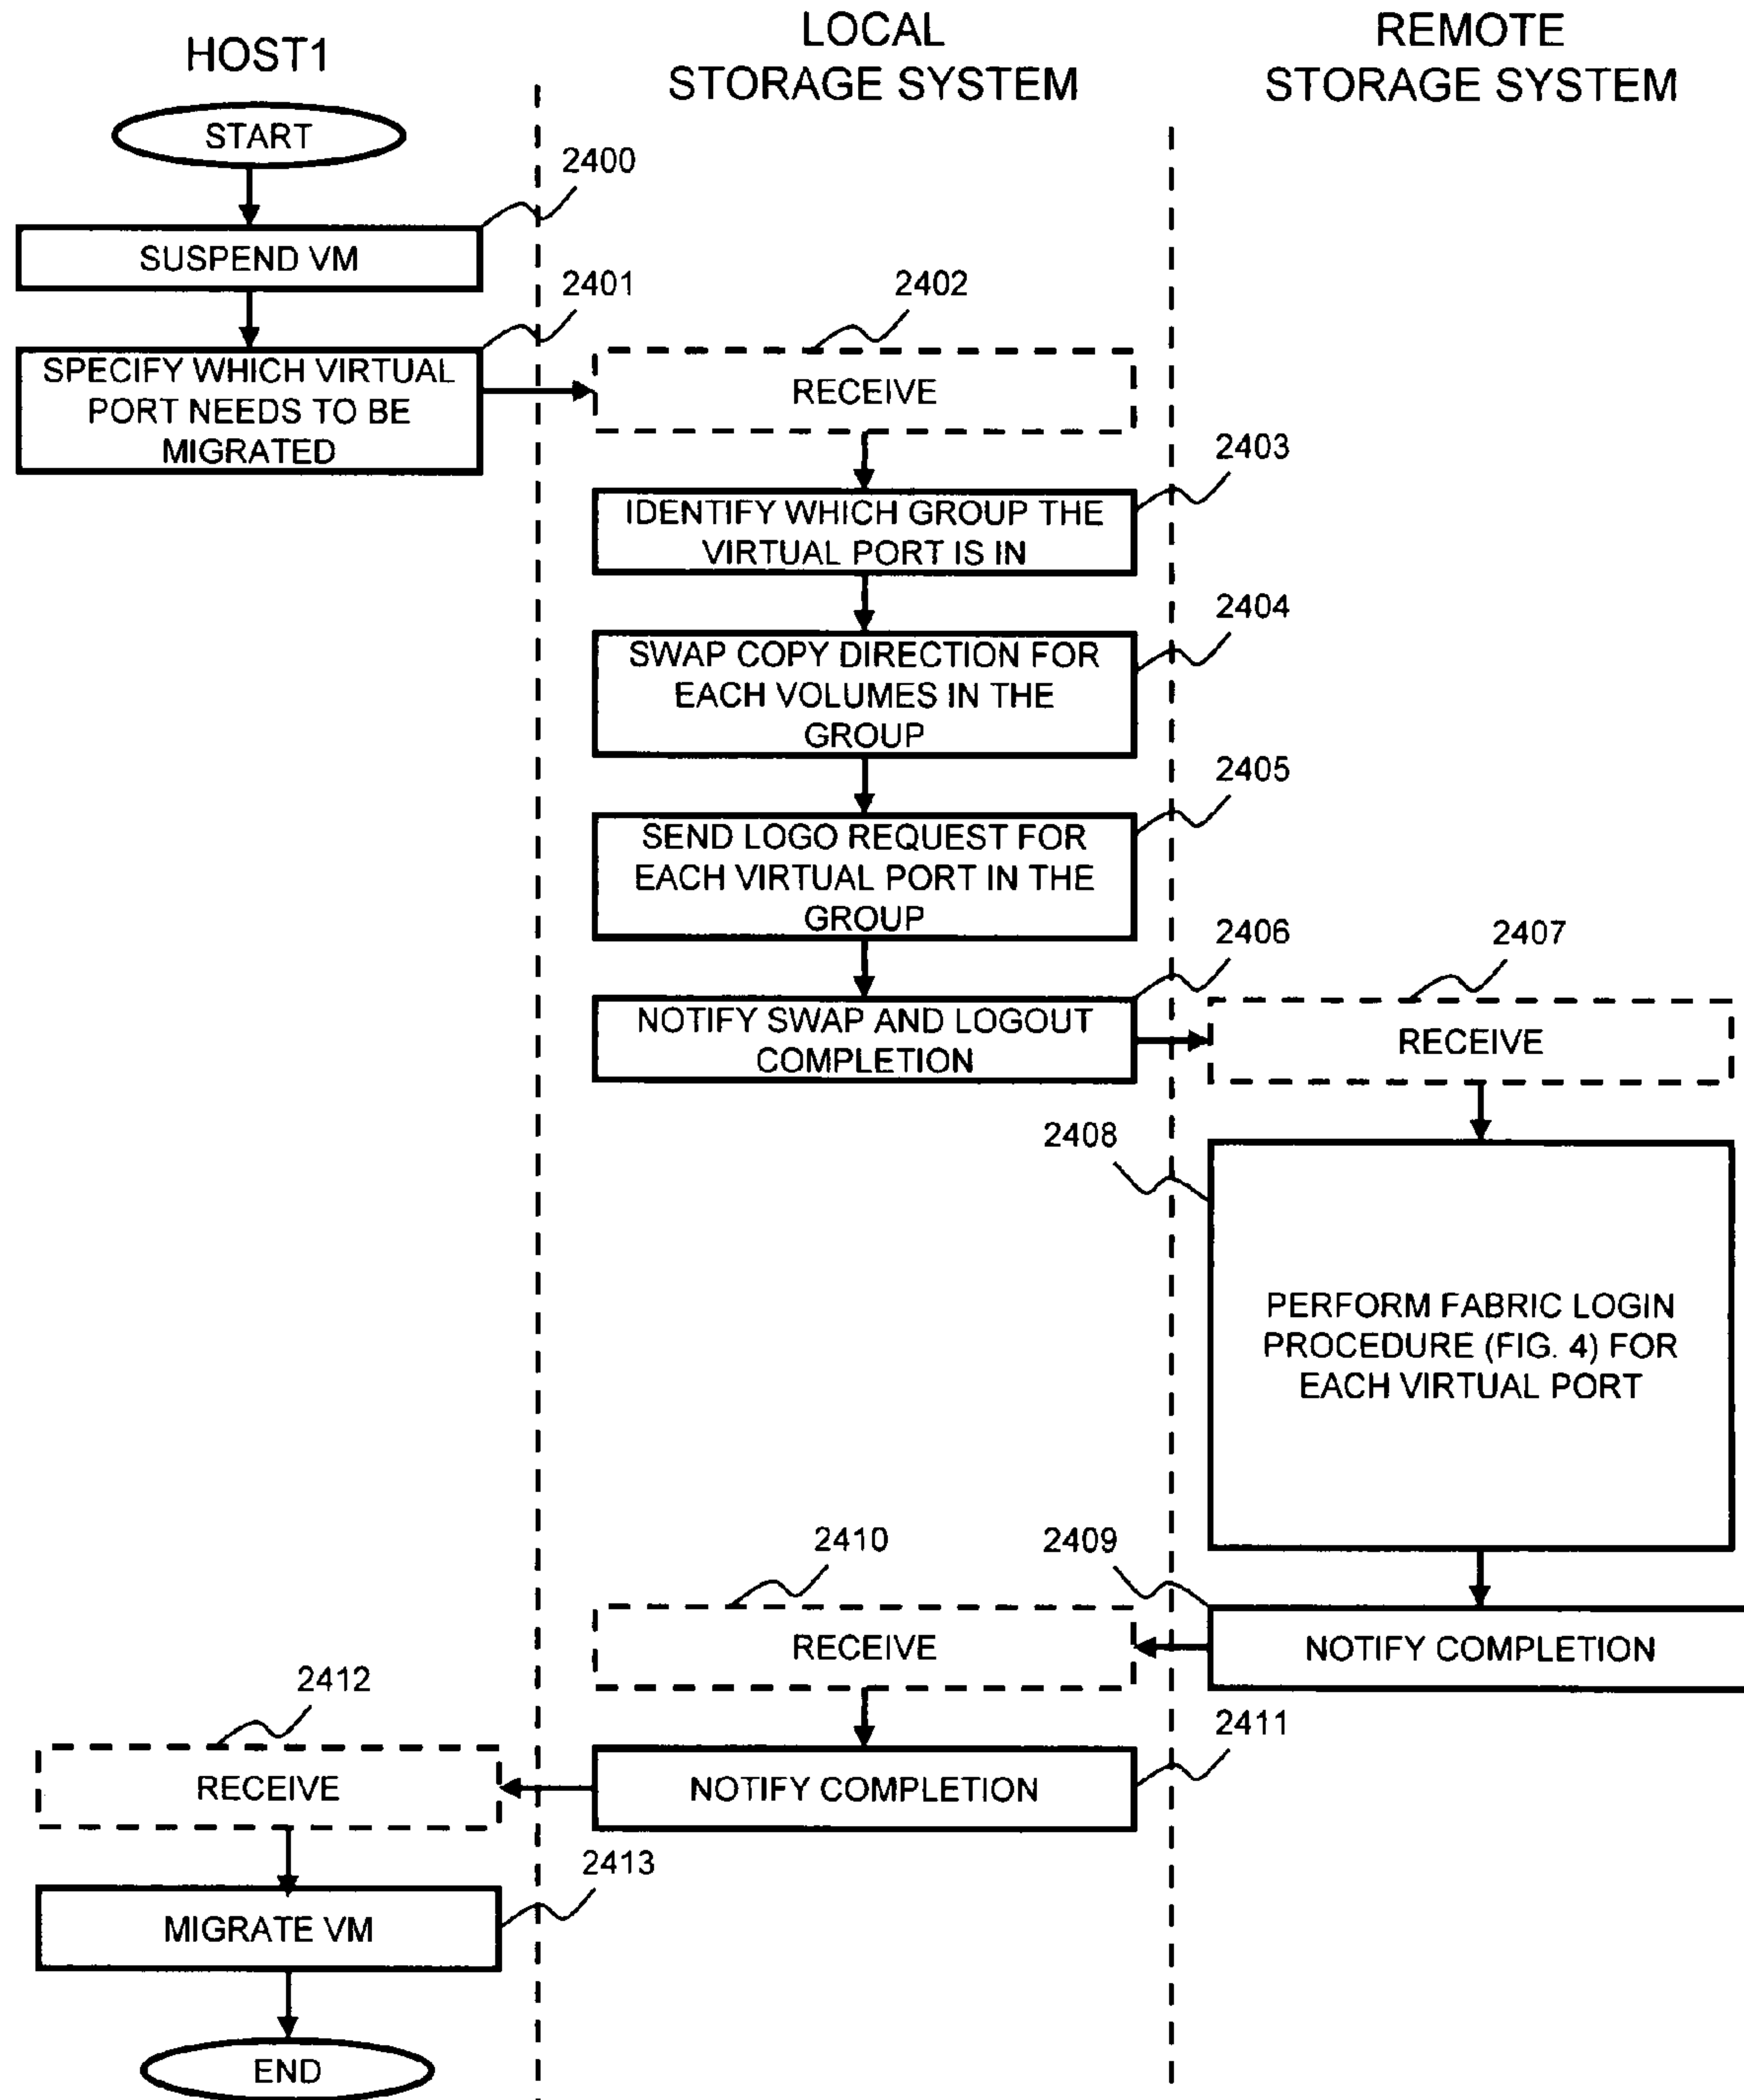 HOST1
LOCAL
STORAGE SYSTEM
REMOTE
STORAGE SYSTEM
START
2400
SUSPEND VM
2401
SPECIFY WHICH VIRTUAL
PORT NEEDS TO BE
MIGRATED
2402
RECEIVE
2403
IDENTIFY WHICH GROUP THE
VIRTUAL PORT IS IN
2404
SWAP COPY DIRECTION FOR
EACH VOLUMES IN THE
GROUP
2405
SEND LOGO REQUEST FOR
EACH VIRTUAL PORT IN THE
GROUP
2406
NOTIFY SWAP AND LOGOUT
COMPLETION
2407
RECEIVE
2408
PERFORM FABRIC LOGIN
PROCEDURE (FIG. 4) FOR
EACH VIRTUAL PORT
2409
NOTIFY COMPLETION
2410
RECEIVE
2411
NOTIFY COMPLETION
2412
RECEIVE
2413
MIGRATE VM
END